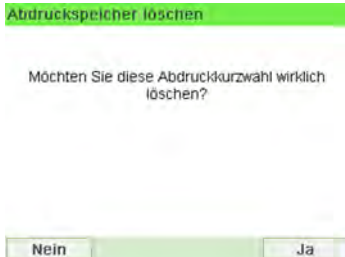 Abdruckspeicher löschen
Möchten Sie diese Abdruckkurzwahl wirklich
löschen?
Nein
Ja